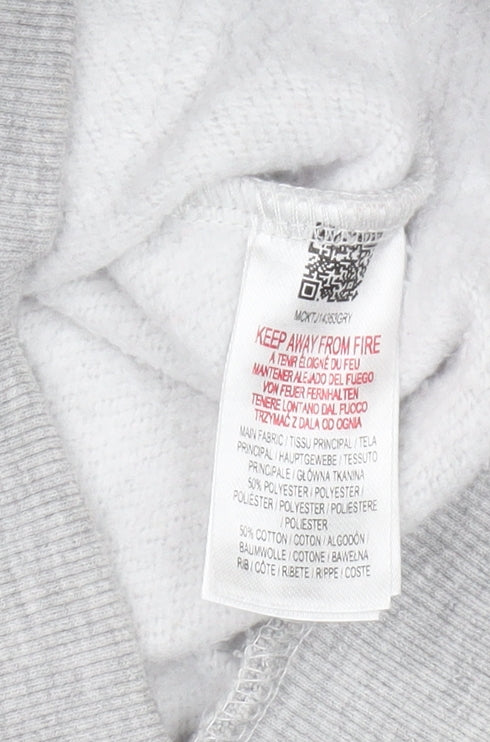 MCKTJ14363GRY
KEEP AWAY FROM FIRE
A TENIR ÉLOIGNÉ DU FEU
MANTENER ALEJADO DEL FUEGO
VOM FEUER FERNHALTEN
TENERE LONTANO DAL FUOCO
TRZYMAĆ Z DALA OD OGNIA
MAIN FABRIC / TISSU PRINCIPAL / TELA
PRINCIPAL / HAUPTGEWEBE / TESSUTO
PRINCIPALE / GŁÓWNA TKANINA
50% POLYESTER / POLYESTER /
POLIÉSTER / POLYESTER / POLIESTERE
/ POLIESTER
50% COTTON / COTON / ALGODÓN /
BAUMWOLLE / COTONE / BAWEŁNA
RIB / CÔTE / RIBETE / RIPPE / COSTE